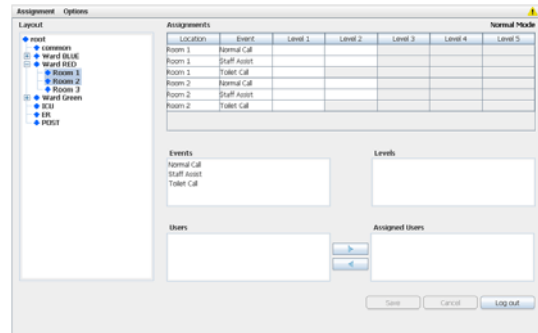 Assignment Options
Layout
root
common
Ward BLUE
Ward RED
Room 1
Room 2
Room 3
Ward Green
ICU
ER
POST
Assignments Normal Mode
Location Event Level 1 Level 2 Level 3 Level 4 Level 5
Room 1 Normal Call
Room 1 Staff Assist
Room 1 Toilet Call
Room 2 Normal Call
Room 2 Staff Assist
Room 2 Toilet Call
Events Levels
Normal Call
Staff Assist
Toilet Call
Users Assigned Users
Save Cancel Log out